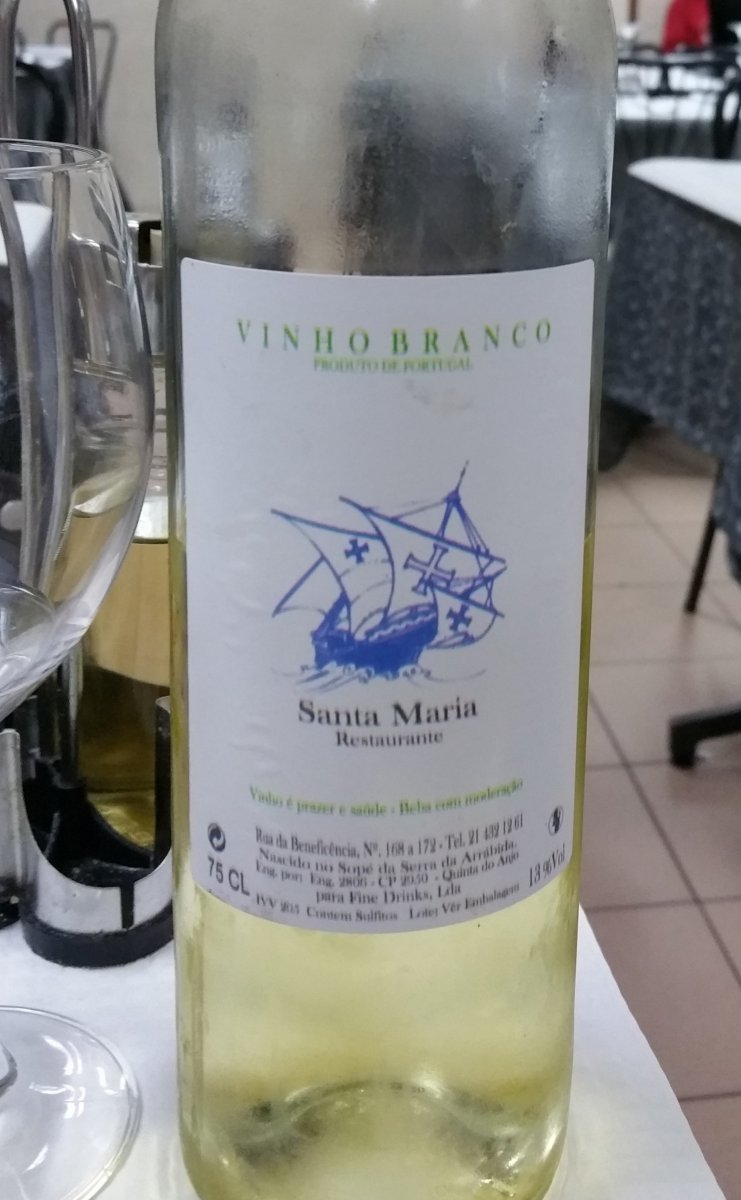 VINHO BRANCO
PRODUTO DE PORTUGAL
Santa Maria
Restaurante
Vinho é prazer e saúde - Beba com moderação
Rua da Beneficência, Nº. 168 a 172 - Tel. 21 432 12 61
Nascido no Sopé da Serra da Arrábida.
Eng. por: Eng. 2806 - CP 2950 - Quinta do Anjo
para Fine Drinks, Lda
75 CL
13 %Vol
IVV 205 Contem Sulfitos Lote: Vêr Embalagem